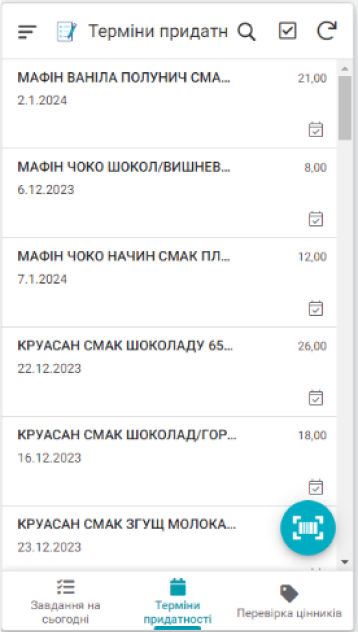 Терміни придатн
МАФІН ВАНІЛА ПОЛУНИЧ СМА... 21,00
2.1.2024
МАФІН ЧОКО ШОКОЛ/ВИШНЕВ... 8,00
6.12.2023
МАФІН ЧОКО НАЧИН СМАК ПЛ... 12,00
7.1.2024
КРУАСАН СМАК ШОКОЛАДУ 65... 26,00
22.12.2023
КРУАСАН СМАК ШОКОЛАД/ГОР... 18,00
16.12.2023
КРУАСАН СМАК ЗГУЩ МОЛОКА...
23.12.2023
Завдання на
сьогодні
Терміни
придатності
Перевірка цінників